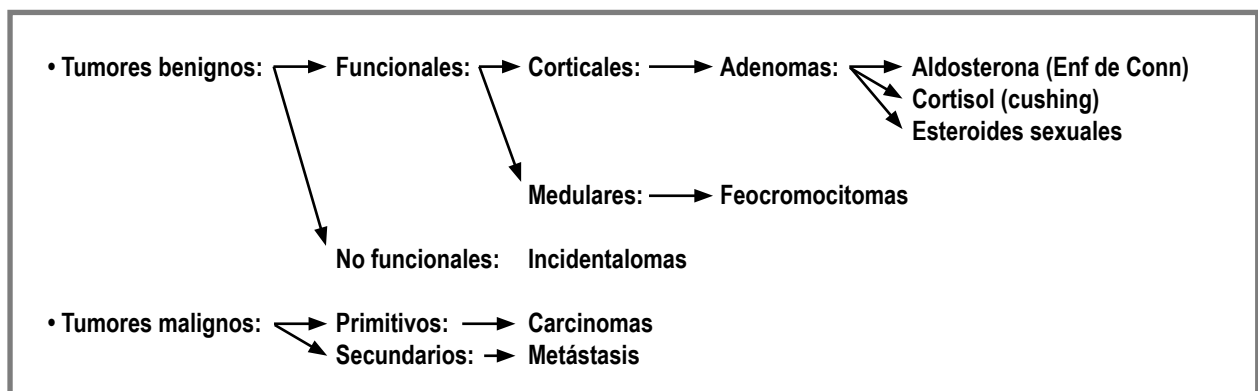 • Tumores benignos: Funcionales: Corticales: Adenomas: Aldosterona (Enf de Conn)
Cortisol (cushing)
Esteroides sexuales
Medulares: Feocromocitomas
No funcionales: Incidentalomas
• Tumores malignos: Primitivos: Carcinomas
Secundarios: Metástasis